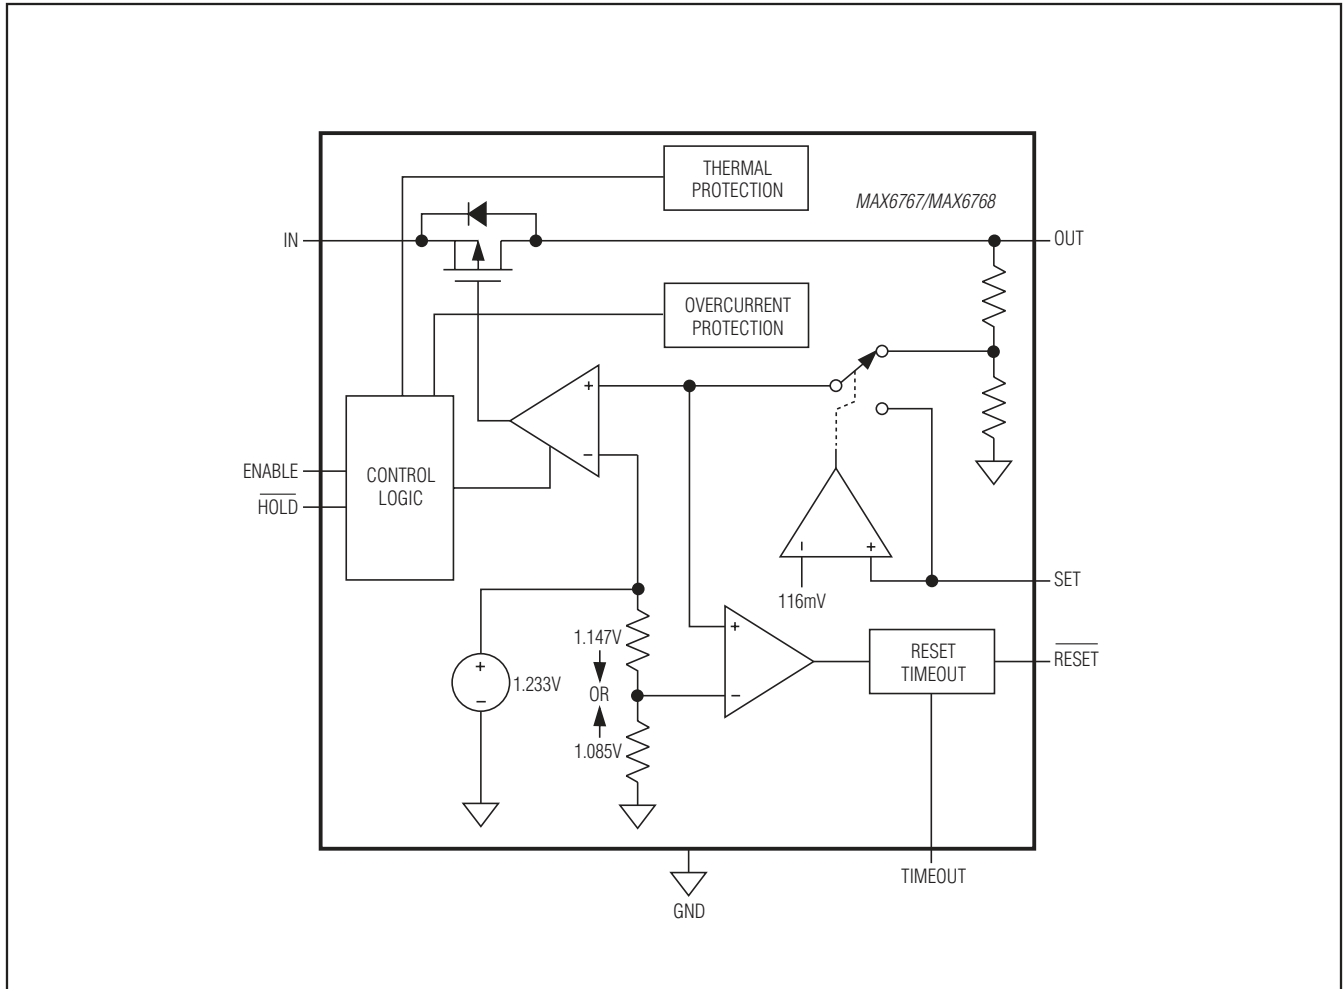 THERMAL
PROTECTION
MAX6767/MAX6768
IN
OUT
OVERCURRENT
PROTECTION
+
−
ENABLE
HOLD
CONTROL
LOGIC
−
+
116mV
SET
1.147V
OR
1.085V
+
−
1.233V
+
−
RESET
TIMEOUT
RESET
TIMEOUT
GND